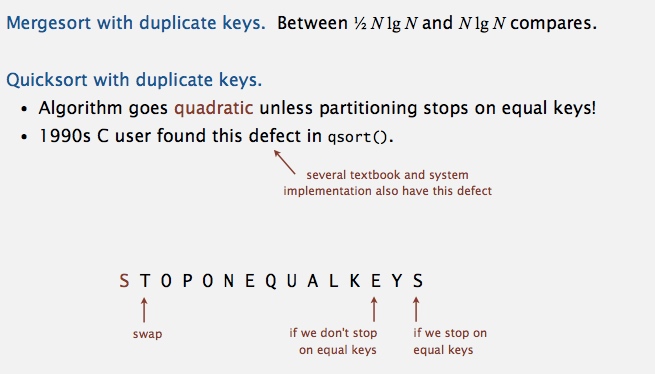 Mergesort with duplicate keys. Between ½ N lg N and N lg N compares.
Quicksort with duplicate keys.
• Algorithm goes quadratic unless partitioning stops on equal keys!
• 1990s C user found this defect in qsort().
several textbook and system
implementation also have this defect
S T O P O N E Q U A L K E Y S
swap
if we don't stop
on equal keys
if we stop on
equal keys